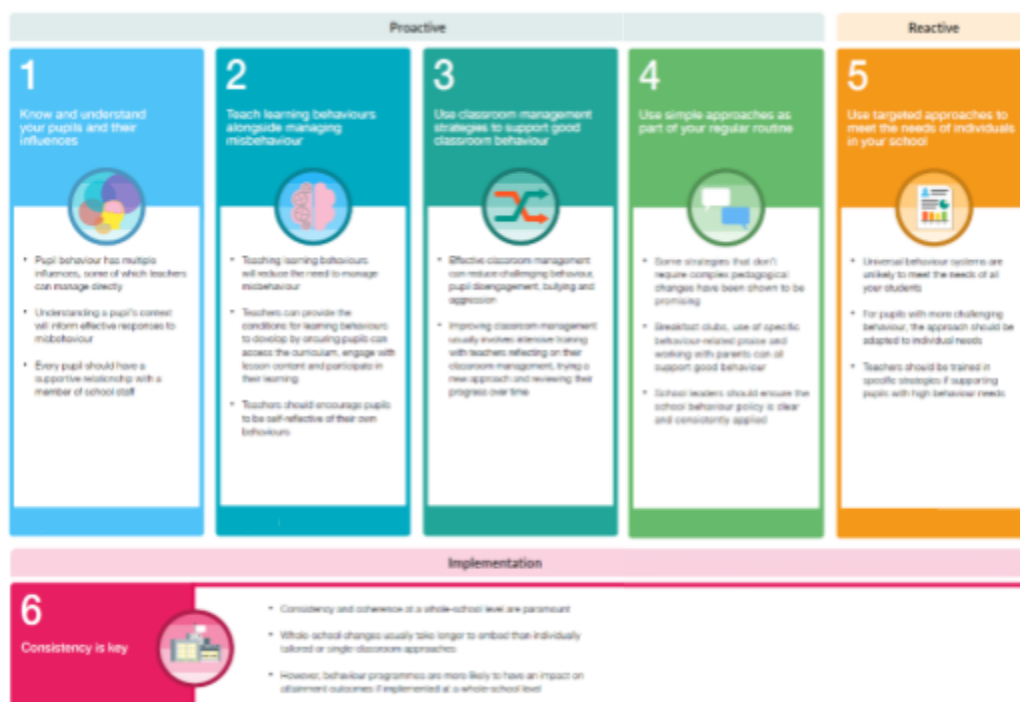 Proactive
Reactive
1
Know and understand
your pupils and their
influences
• Pupil behaviour has multiple
influences, some of which teachers
can manage directly
• Understanding a pupil's context
will inform effective responses to
misbehaviour
• Every pupil should have a
supportive relationship with a
member of school staff
2
Teach learning behaviours
alongside managing
misbehaviour
• Teaching learning behaviours
will reduce the need to manage
misbehaviour
• Teachers can provide the
conditions for learning behaviours
to develop by ensuring pupils can
access the curriculum, engage with
lesson content and participate in
their learning
• Teachers should encourage pupils
to be self-reflective of their own
behaviours
3
Use classroom management
strategies to support good
classroom behaviour
• Effective classroom management
can reduce challenging behaviour,
pupil disengagement, bullying and
aggression
• Improving classroom management
usually involves intensive training
with teachers reflecting on their
classroom management, trying a
new approach and reviewing their
progress over time
4
Use simple approaches as
part of your regular routine
• Some strategies that don't
require complex pedagogical
changes have been shown to be
promising
• Breakfast clubs, use of specific
behaviour-related praise and
working with parents can all
support good behaviour
• School leaders should ensure the
school behaviour policy is clear
and consistently applied
5
Use targeted approaches to
meet the needs of individuals
in your school
• Universal behaviour systems are
unlikely to meet the needs of all
your students
• For pupils with more challenging
behaviour, the approach should be
adapted to individual needs
• Teachers should be trained in
specific strategies if supporting
pupils with high behaviour needs
Implementation
6
Consistency is key
• Consistency and coherence at a whole-school level are paramount
• Whole-school changes usually take longer to embed than individually
tailored or single-classroom approaches
• However, behaviour programmes are more likely to have an impact on
attainment outcomes if implemented at a whole-school level